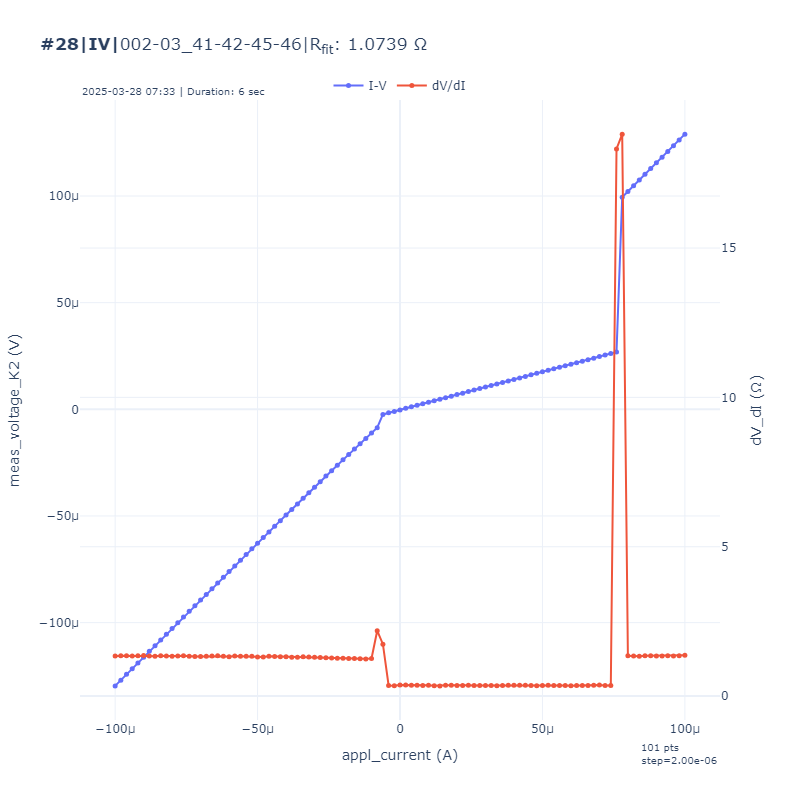 #28|IV|002-03_41-42-45-46|Rfit: 1.0739 Ω
2025-03-28 07:33 | Duration: 6 sec
I-V
dV/dI
100μ
50μ
0
−50μ
−100μ
meas_voltage_K2 (V)
15
10
5
0
dV_dI (Ω)
−100μ
−50μ
0
50μ
100μ
appl_current (A)
101 pts
step=2.00e-06